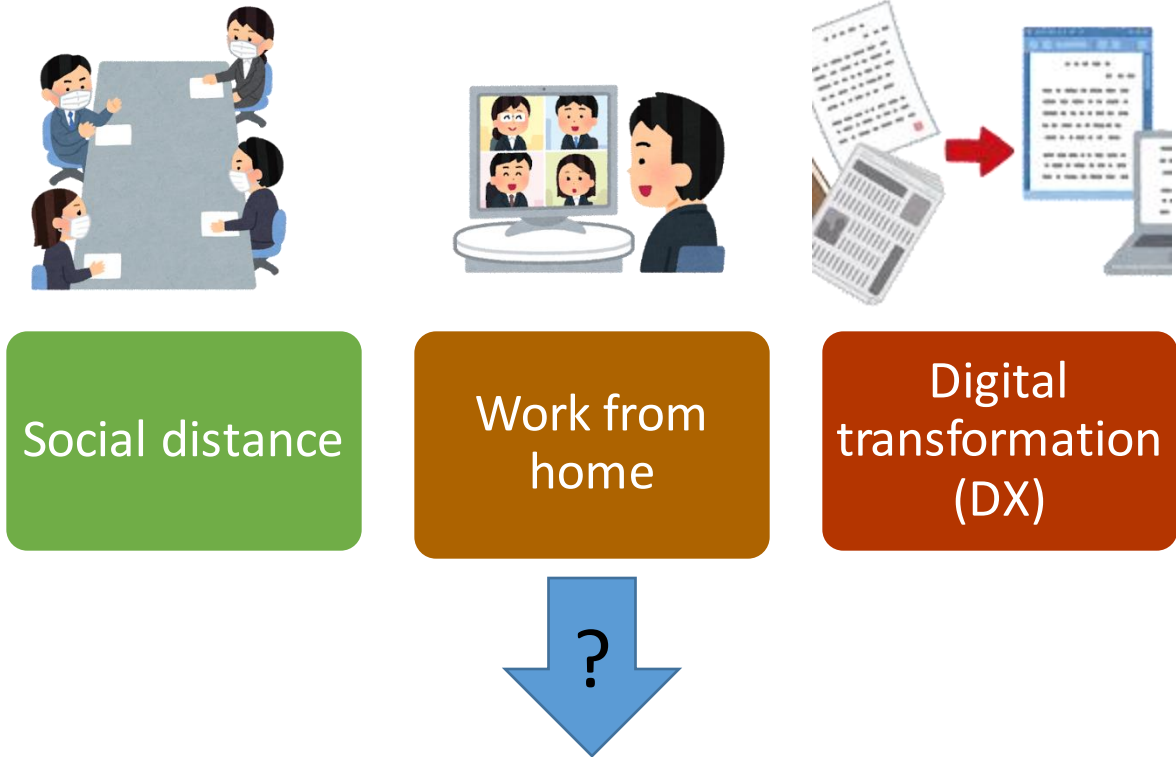 Social distance
Work from
home
Digital
transformation
(DX)
?